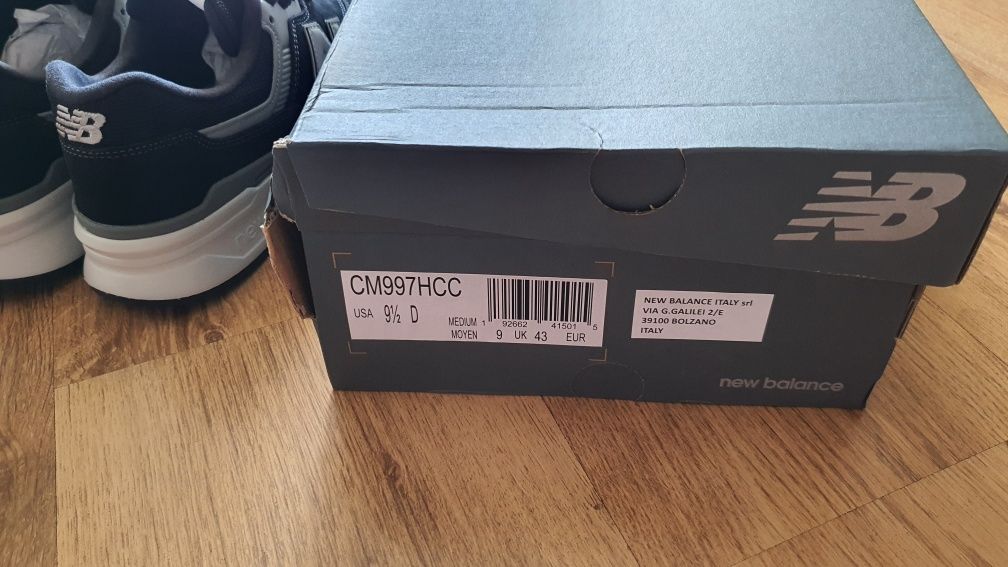 NB
NB
CM997HCC
USA 9½ D
MEDIUM 1 92662 41501 5
MOYEN 9 UK 43 EUR
NEW BALANCE ITALY srl
VIA G.GALILEI 2/E
39100 BOLZANO
ITALY
new balance